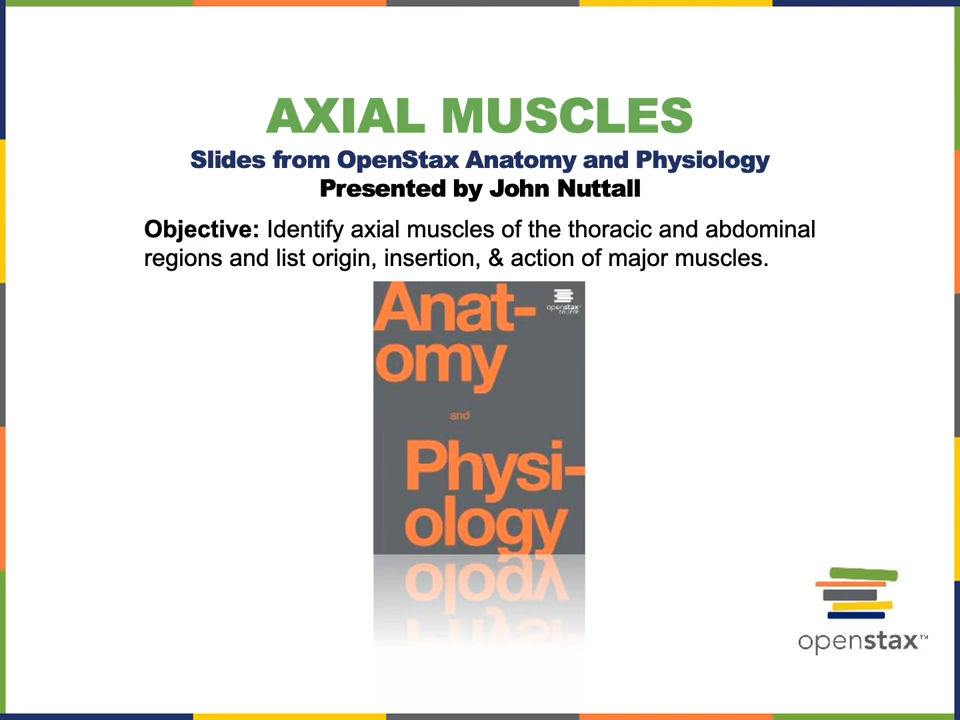 AXIAL MUSCLES
Slides from OpenStax Anatomy and Physiology
Presented by John Nuttall
Objective: Identify axial muscles of the thoracic and abdominal
regions and list origin, insertion, & action of major muscles.
Anat-
omy
openstax
and
Physi-
ology
openstax™